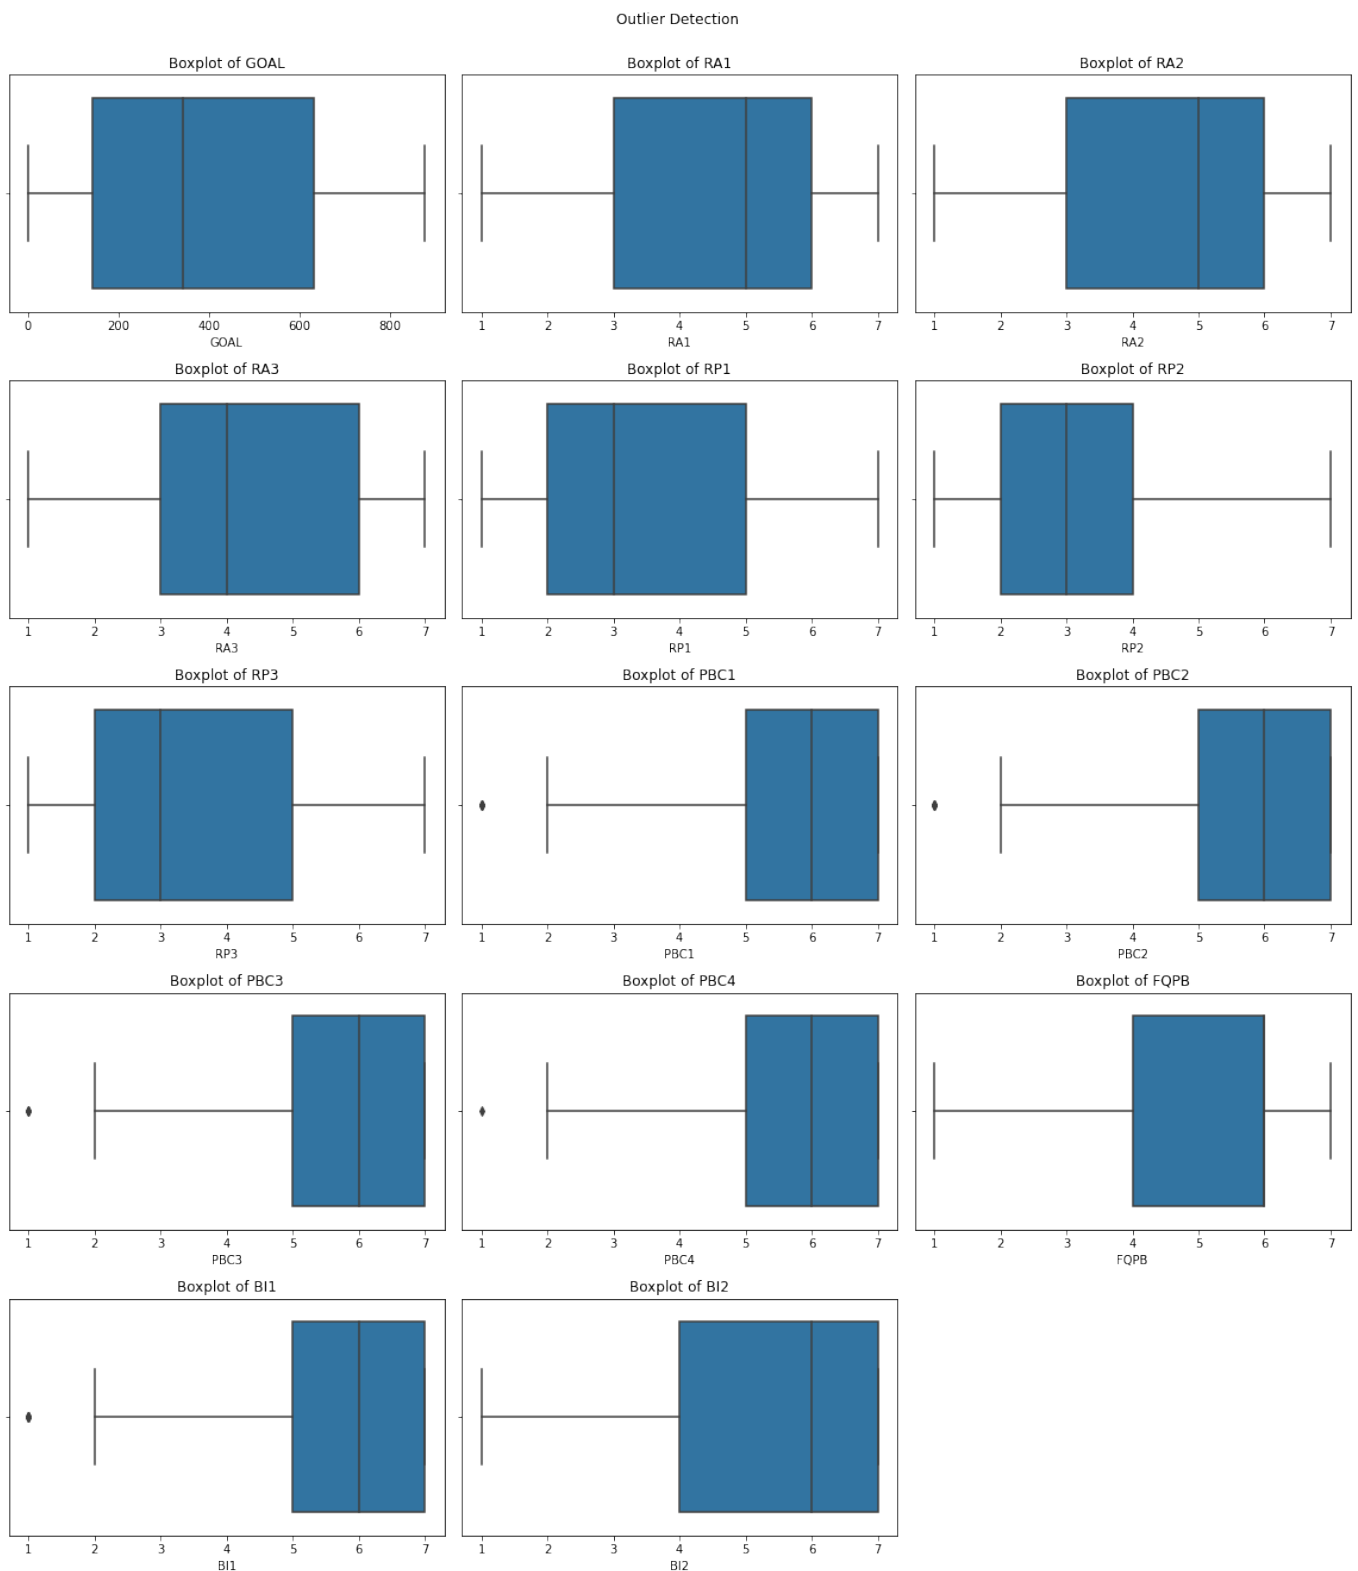 Outlier Detection
Boxplot of GOAL
0 200 400 600 800
GOAL
Boxplot of RA1
1 2 3 4 5 6 7
RA1
Boxplot of RA2
1 2 3 4 5 6 7
RA2
Boxplot of RA3
1 2 3 4 5 6 7
RA3
Boxplot of RP1
1 2 3 4 5 6 7
RP1
Boxplot of RP2
1 2 3 4 5 6 7
RP2
Boxplot of RP3
1 2 3 4 5 6 7
RP3
Boxplot of PBC1
1 2 3 4 5 6 7
PBC1
Boxplot of PBC2
1 2 3 4 5 6 7
PBC2
Boxplot of PBC3
1 2 3 4 5 6 7
PBC3
Boxplot of PBC4
1 2 3 4 5 6 7
PBC4
Boxplot of FQPB
1 2 3 4 5 6 7
FQPB
Boxplot of BI1
1 2 3 4 5 6 7
BI1
Boxplot of BI2
1 2 3 4 5 6 7
BI2